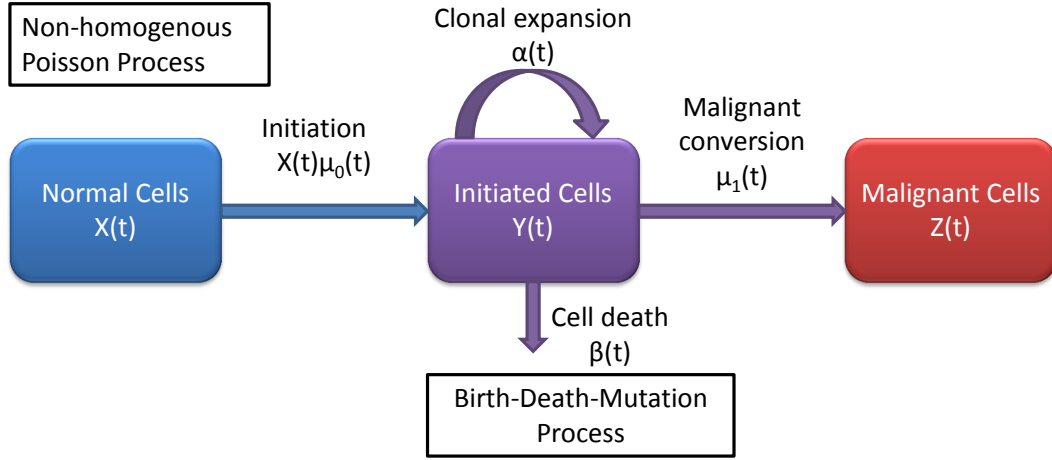 Non-homogenous
Poisson Process
Clonal expansion
α(t)
Initiation
X(t)μ₀(t)
Malignant
conversion
μ₁(t)
Normal Cells
X(t)
Initiated Cells
Y(t)
Malignant Cells
Z(t)
Cell death
β(t)
Birth-Death-Mutation
Process